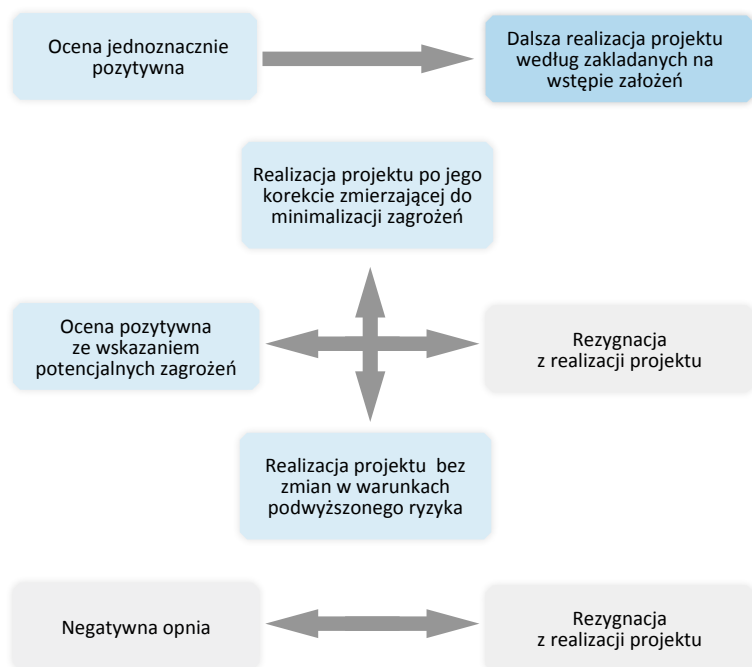 Ocena jednoznacznie
pozytywna
Dalsza realizacja projektu
według zakladanych na
wstępie założeń
Realizacja projektu po jego
korekcie zmierzającej do
minimalizacji zagrożeń
Ocena pozytywna
ze wskazaniem
potencjalnych zagrożeń
Rezygnacja
z realizacji projektu
Realizacja projektu  bez
zmian w warunkach
podwyższonego ryzyka
Negatywna opnia
Rezygnacja
z realizacji projektu